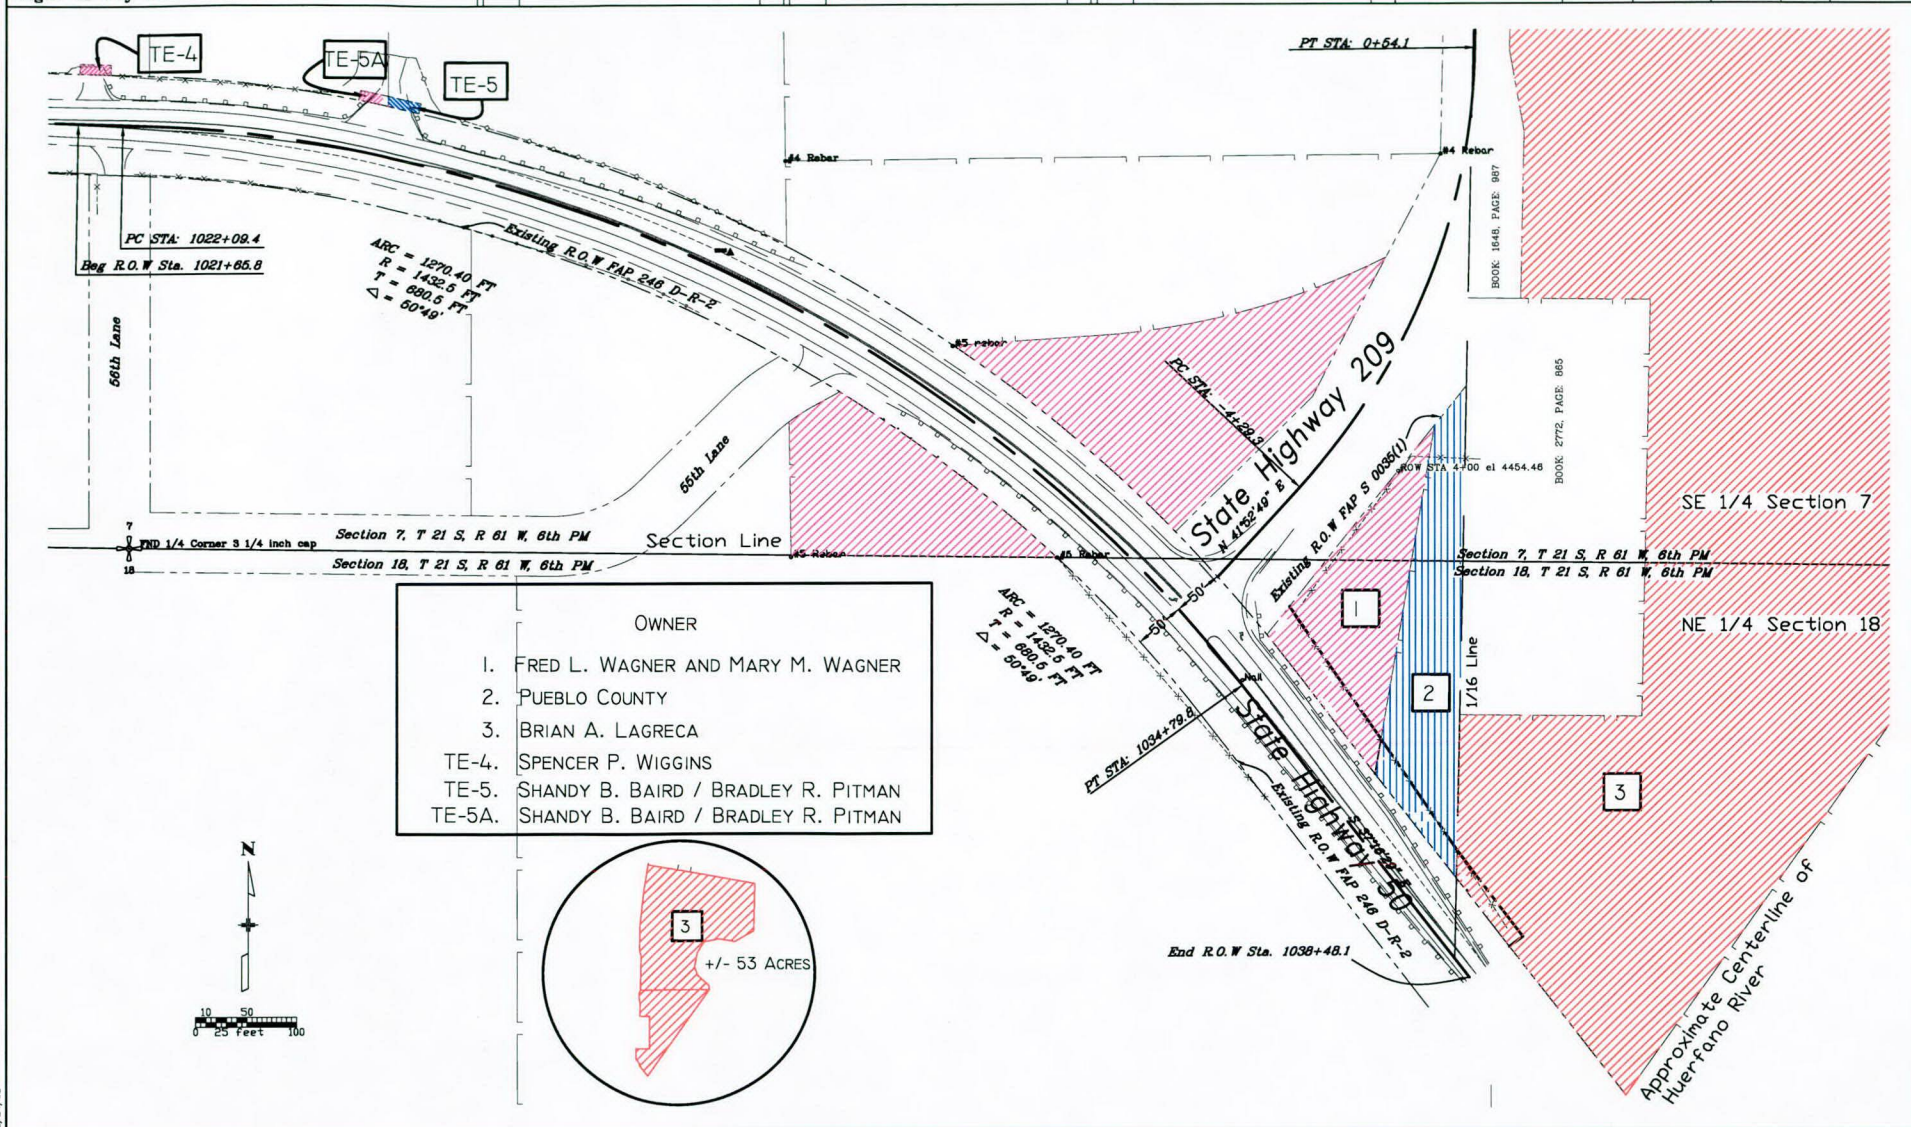 TE-4
TE-5A
TE-5
PT STA: 0+54.1
#4 Rebar
#4 Rebar
BOOK: 1648, PAGE: 987
PC STA: 1022+09.4
Beg R.O.W Sta. 1021+65.8
Existing R.O.W FAP 246 D-R-2
ARC = 1270.40 FT
R = 1432.5 FT
T = 680.5 FT
Δ = 50°49'
56th Lane
#5 rebar
PC STA: -4+29.3
State Highway 209
N 41°52'49" E
BOOK: 2772, PAGE: 865
55th Lane
Existing R.O.W FAP S 0035(1)
ROW STA 4+00 el 4454.46
SE 1/4 Section 7
7
FND 1/4 Corner 3 1/4 inch cap
18
Section 7, T 21 S, R 61 W, 6th PM
Section Line
Section 18, T 21 S, R 61 W, 6th PM
#5 Rebar
#5 Rebar
Section 7, T 21 S, R 61 W, 6th PM
Section 18, T 21 S, R 61 W, 6th PM
50'
50'
1
NE 1/4 Section 18
ARC = 1270.40 FT
R = 1432.5 FT
T = 680.5 FT
Δ = 50°49'
OWNER
1. FRED L. WAGNER AND MARY M. WAGNER
2. PUEBLO COUNTY
3. BRIAN A. LAGRECA
TE-4. SPENCER P. WIGGINS
TE-5. SHANDY B. BAIRD / BRADLEY R. PITMAN
TE-5A. SHANDY B. BAIRD / BRADLEY R. PITMAN
Nail
2
1/16 Line
PT STA: 1034+79.8
State Highway 50
Existing R.O.W FAP 246 D-R-2
3
End R.O.W Sta. 1038+48.1
Approximate Centerline of
Huerfano River
N
10 50
0 25 feet 100
3
+/- 53 ACRES